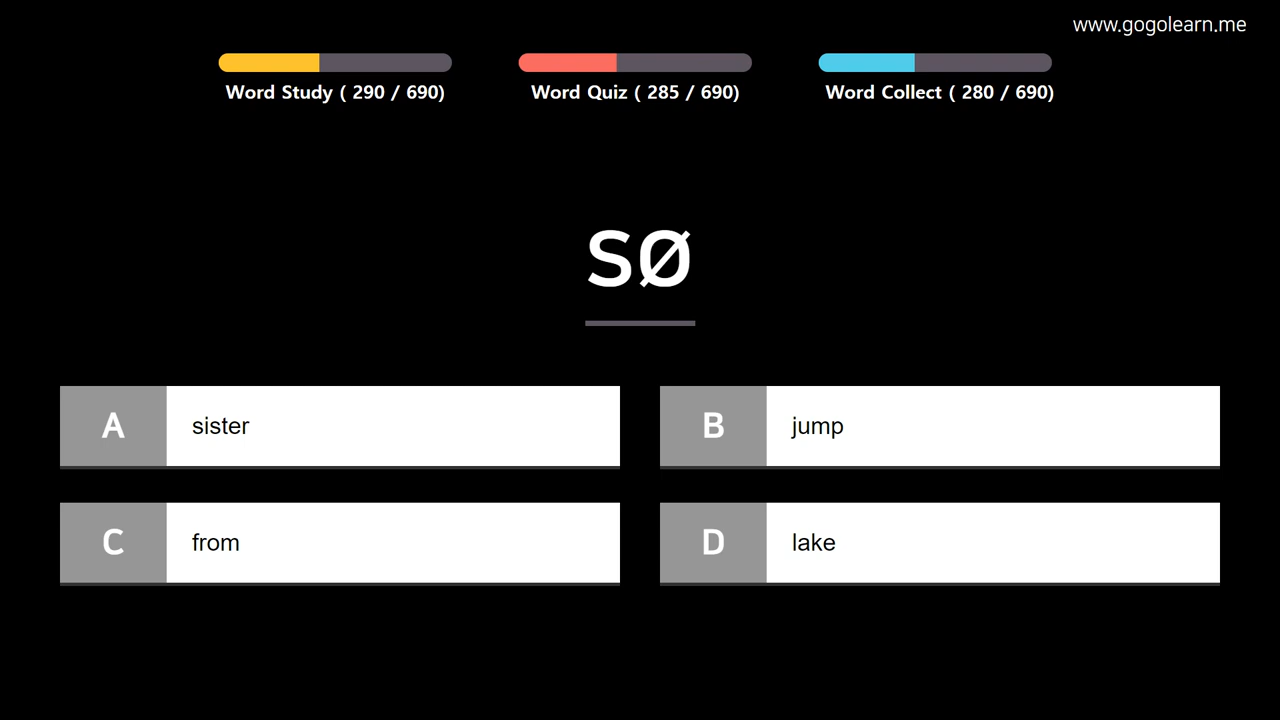 www.gogolearn.me
Word Study ( 290 / 690)
Word Quiz ( 285 / 690)
Word Collect ( 280 / 690)
sø
A sister
B jump
C from
D lake